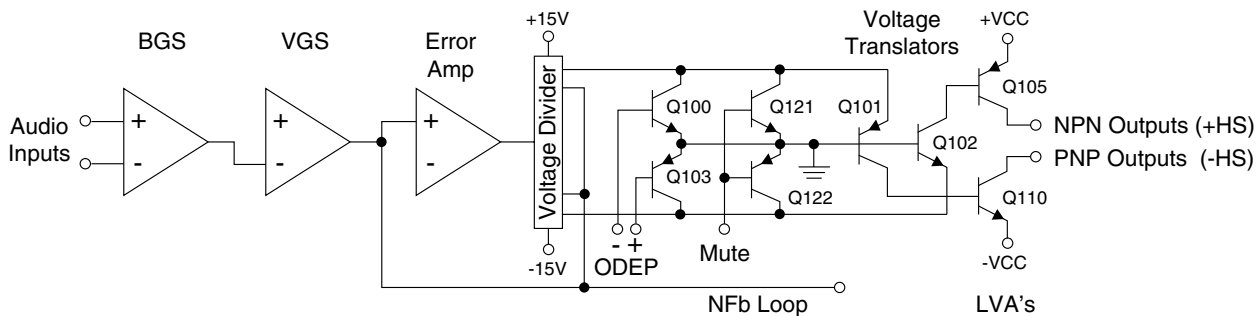 BGS
VGS
Error
Amp
+15V
Voltage
Translators
+VCC
Audio
Inputs
+
-
+
-
+
-
Voltage Divider
Q100
Q121
Q101
Q105
Q102
NPN Outputs (+HS)
PNP Outputs (-HS)
Q103
Q122
Q110
-15V
- +
ODEP
Mute
-VCC
NFb Loop
LVA's